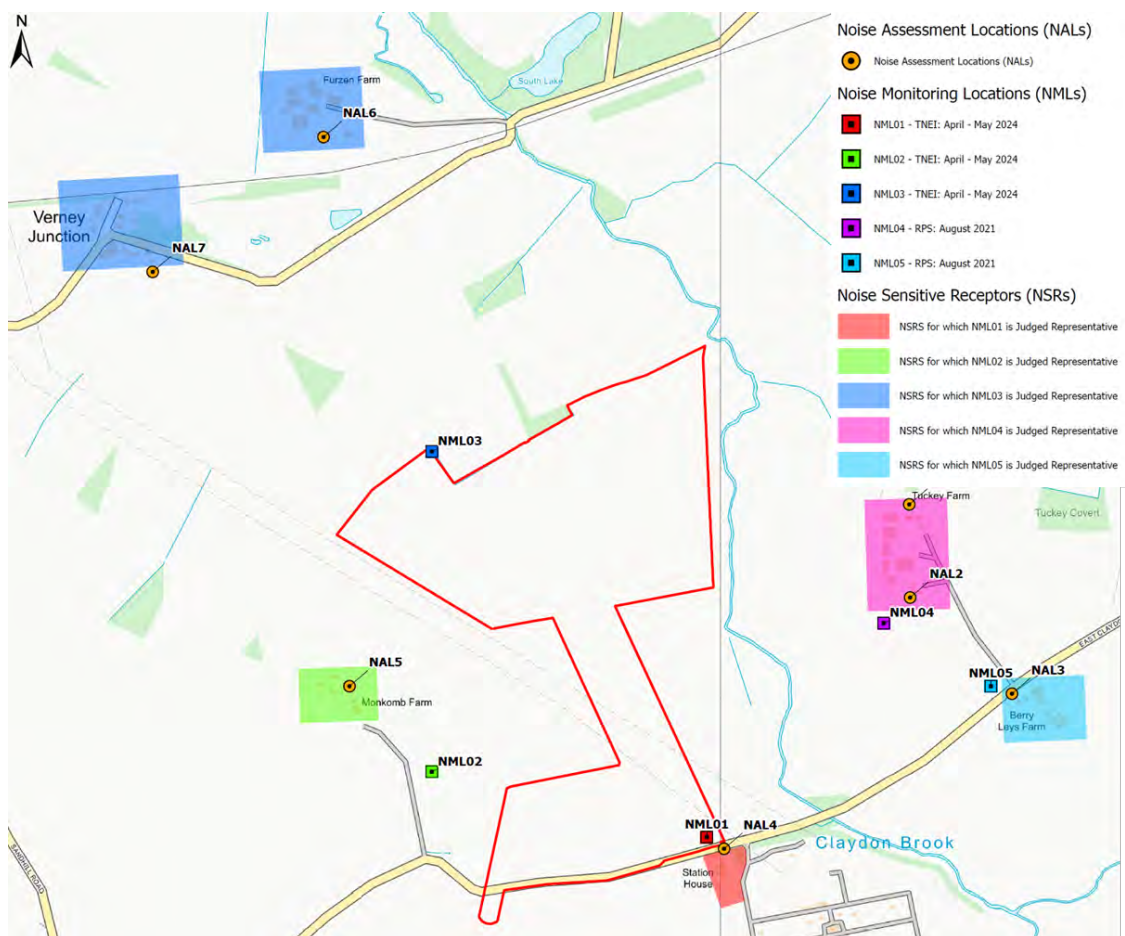 N
Furzen Farm
NAL6
South Lake
Verney
Junction
NAL7
NML03
NAL5
Monkomb Farm
NML02
NML01
NAL4
Station
House
SANDHILL ROAD
Claydon Brook
Tuckey Farm
Tuckey Covert
NAL2
NML04
EAST CLAYD
NML05
NAL3
Berry
Leys Farm
Noise Assessment Locations (NALs)
Noise Assessment Locations (NALs)
Noise Monitoring Locations (NMLs)
NML01 - TNEI: April - May 2024
NML02 - TNEI: April - May 2024
NML03 - TNEI: April - May 2024
NML04 - RPS: August 2021
NML05 - RPS: August 2021
Noise Sensitive Receptors (NSRs)
NSRS for which NML01 is Judged Representative
NSRS for which NML02 is Judged Representative
NSRS for which NML03 is Judged Representative
NSRS for which NML04 is Judged Representative
NSRS for which NML05 is Judged Representative